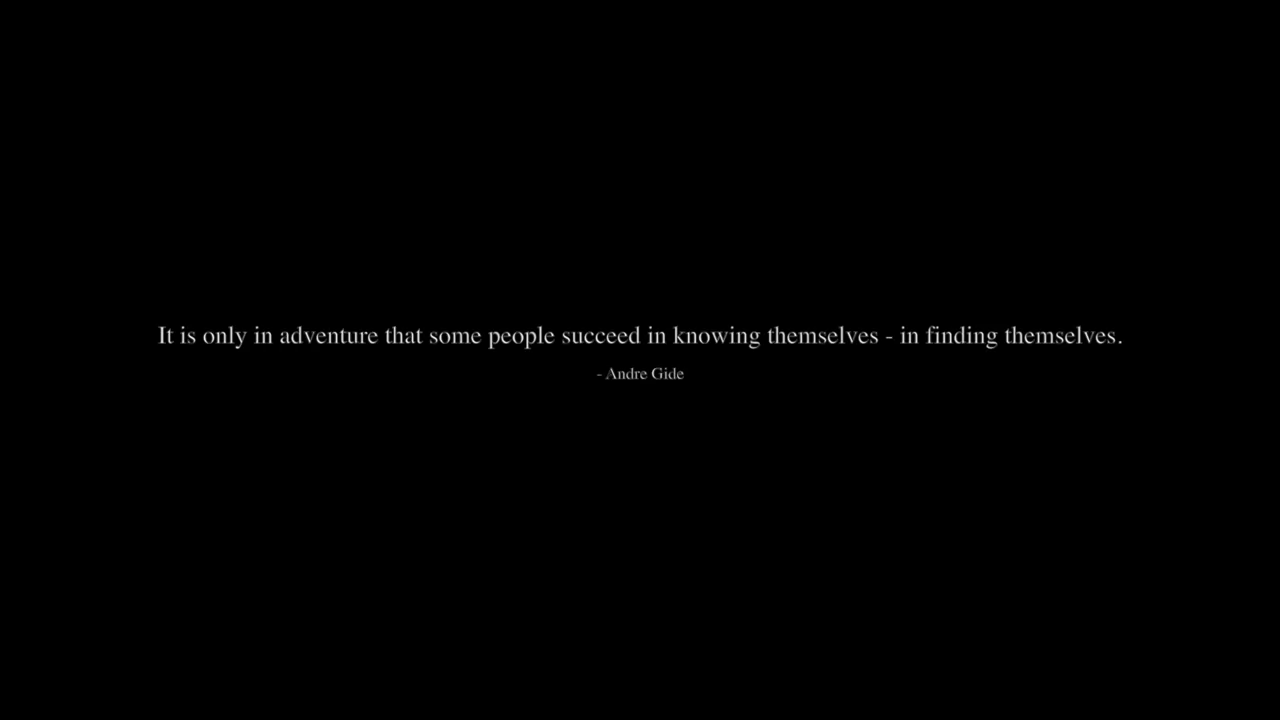 It is only in adventure that some people succeed in knowing themselves - in finding themselves.
- Andre Gide